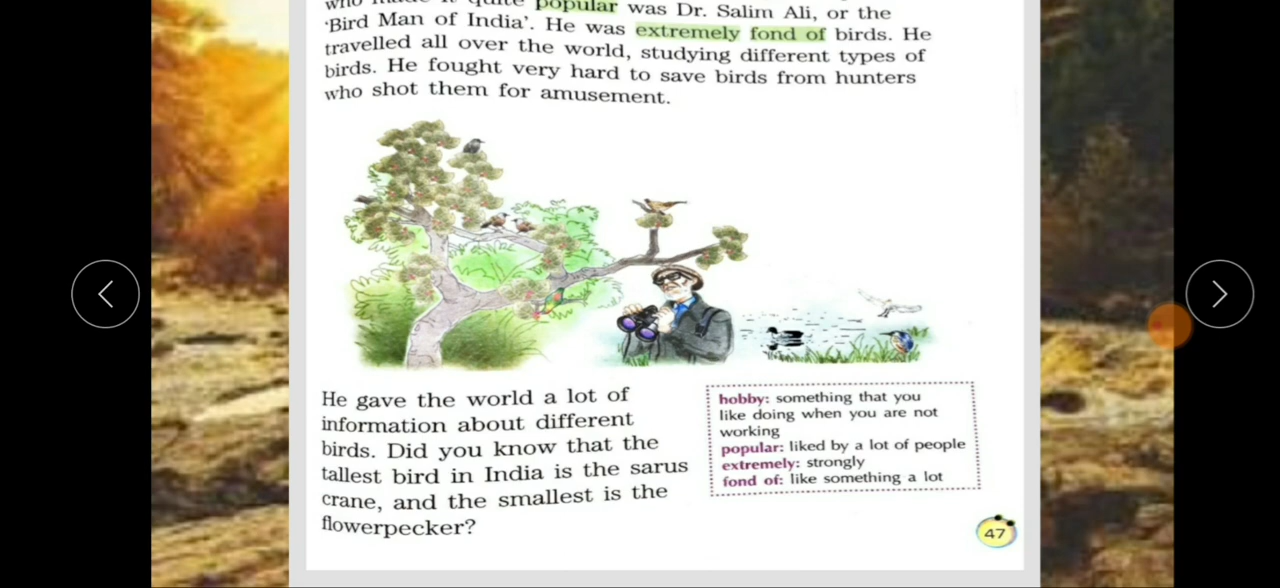 who made it quite popular was Dr. Salim Ali, or the
'Bird Man of India'. He was extremely fond of birds. He
travelled all over the world, studying different types of
birds. He fought very hard to save birds from hunters
who shot them for amusement.
He gave the world a lot of
information about different
birds. Did you know that the
tallest bird in India is the sarus
crane, and the smallest is the
flowerpecker?
hobby: something that you
like doing when you are not
working
popular: liked by a lot of people
extremely: strongly
fond of: like something a lot
47